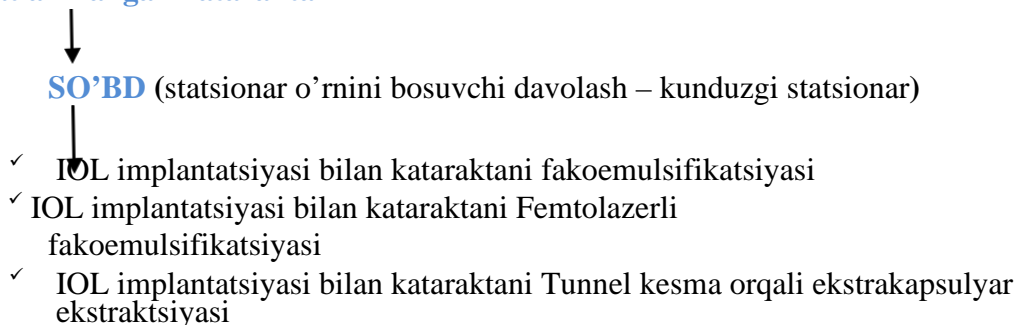 SO’BD (statsionar o’rnini bosuvchi davolash – kunduzgi statsionar)
✓ IOL implantatsiyasi bilan kataraktani fakoemulsifikatsiyasi
✓ IOL implantatsiyasi bilan kataraktani Femtolazerli
fakoemulsifikatsiyasi
✓ IOL implantatsiyasi bilan kataraktani Tunnel kesma orqali ekstrakapsulyar
ekstraktsiyasi